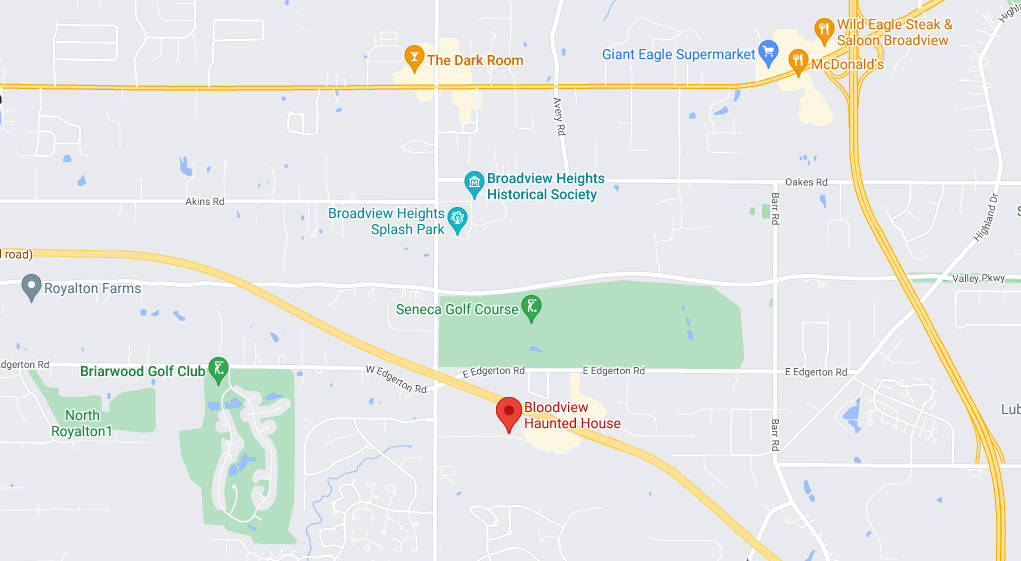 Highland
Wild Eagle Steak &
Saloon Broadview
Giant Eagle Supermarket
The Dark Room
McDonald's
Avery Rd
Broadview Heights
Historical Society
Oakes Rd
Akins Rd
Barr Rd
Broadview Heights
Splash Park
Highland Dr
l road)
Valley Pkwy
Royalton Farms
Seneca Golf Course
Edgerton Rd
Briarwood Golf Club
W Edgerton Rd
E Edgerton Rd
E Edgerton Rd
E Edgerton Rd
North
Royalton1
Bloodview
Haunted House
Lub
Barr Rd